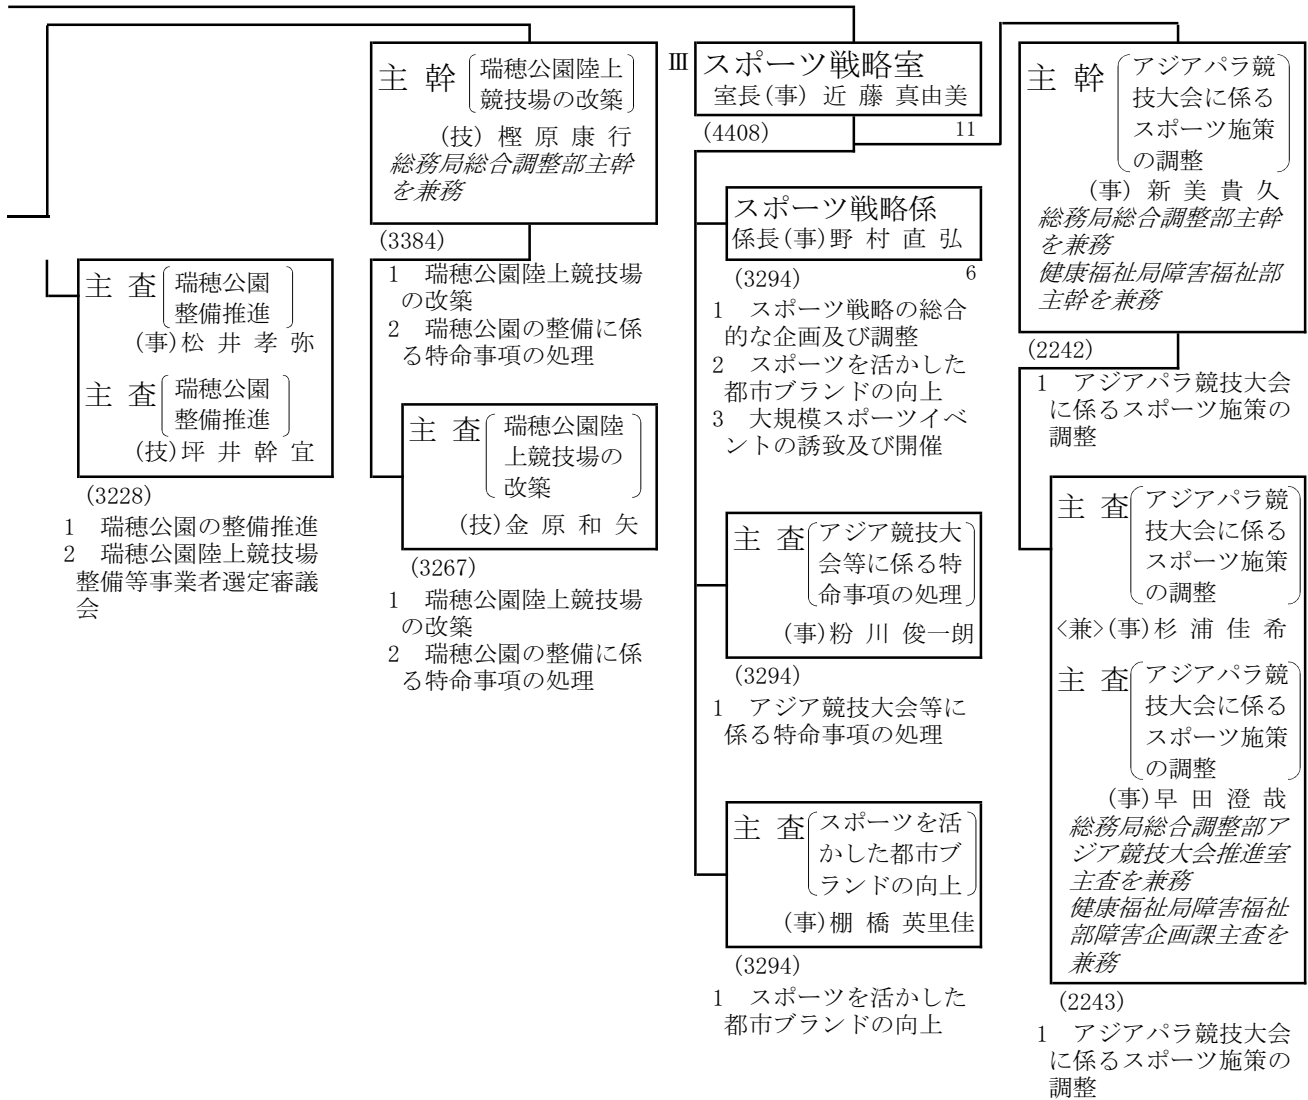 主幹
瑞穂公園陸上
競技場の改築
(技) 樫原康行
総務局総合調整部主幹
を兼務
(3384)
1 瑞穂公園陸上競技場
の改築
2 瑞穂公園の整備に係
る特命事項の処理
主査
瑞穂公園
整備推進
(事)松井孝弥
主査
瑞穂公園
整備推進
(技)坪井幹宜
(3228)
1 瑞穂公園の整備推進
2 瑞穂公園陸上競技場
整備等事業者選定審議
会
主査
瑞穂公園陸
上競技場の
改築
(技)金原和矢
(3267)
1 瑞穂公園陸上競技場
の改築
2 瑞穂公園の整備に係
る特命事項の処理
Ⅲ スポーツ戦略室
室長(事) 近藤真由美
(4408) 11
スポーツ戦略係
係長(事)野村直弘
(3294) 6
1 スポーツ戦略の総合
的な企画及び調整
2 スポーツを活かした
都市ブランドの向上
3 大規模スポーツイベ
ントの誘致及び開催
主査
アジア競技大
会等に係る特
命事項の処理
(事)粉川俊一朗
(3294)
1 アジア競技大会等に
係る特命事項の処理
主査
スポーツを活
かした都市ブ
ランドの向上
(事)棚橋英里佳
(3294)
1 スポーツを活かした
都市ブランドの向上
主幹
アジアパラ競
技大会に係る
スポーツ施策
の調整
(事) 新美貴久
総務局総合調整部主幹
を兼務
健康福祉局障害福祉部
主幹を兼務
(2242)
1 アジアパラ競技大会
に係るスポーツ施策の
調整
主査
アジアパラ競
技大会に係る
スポーツ施策
の調整
<兼>(事)杉浦佳希
主査
アジアパラ競
技大会に係る
スポーツ施策
の調整
(事)早田澄哉
総務局総合調整部ア
ジア競技大会推進室
主査を兼務
健康福祉局障害福祉
部障害企画課主査を
兼務
(2243)
1 アジアパラ競技大会
に係るスポーツ施策の
調整